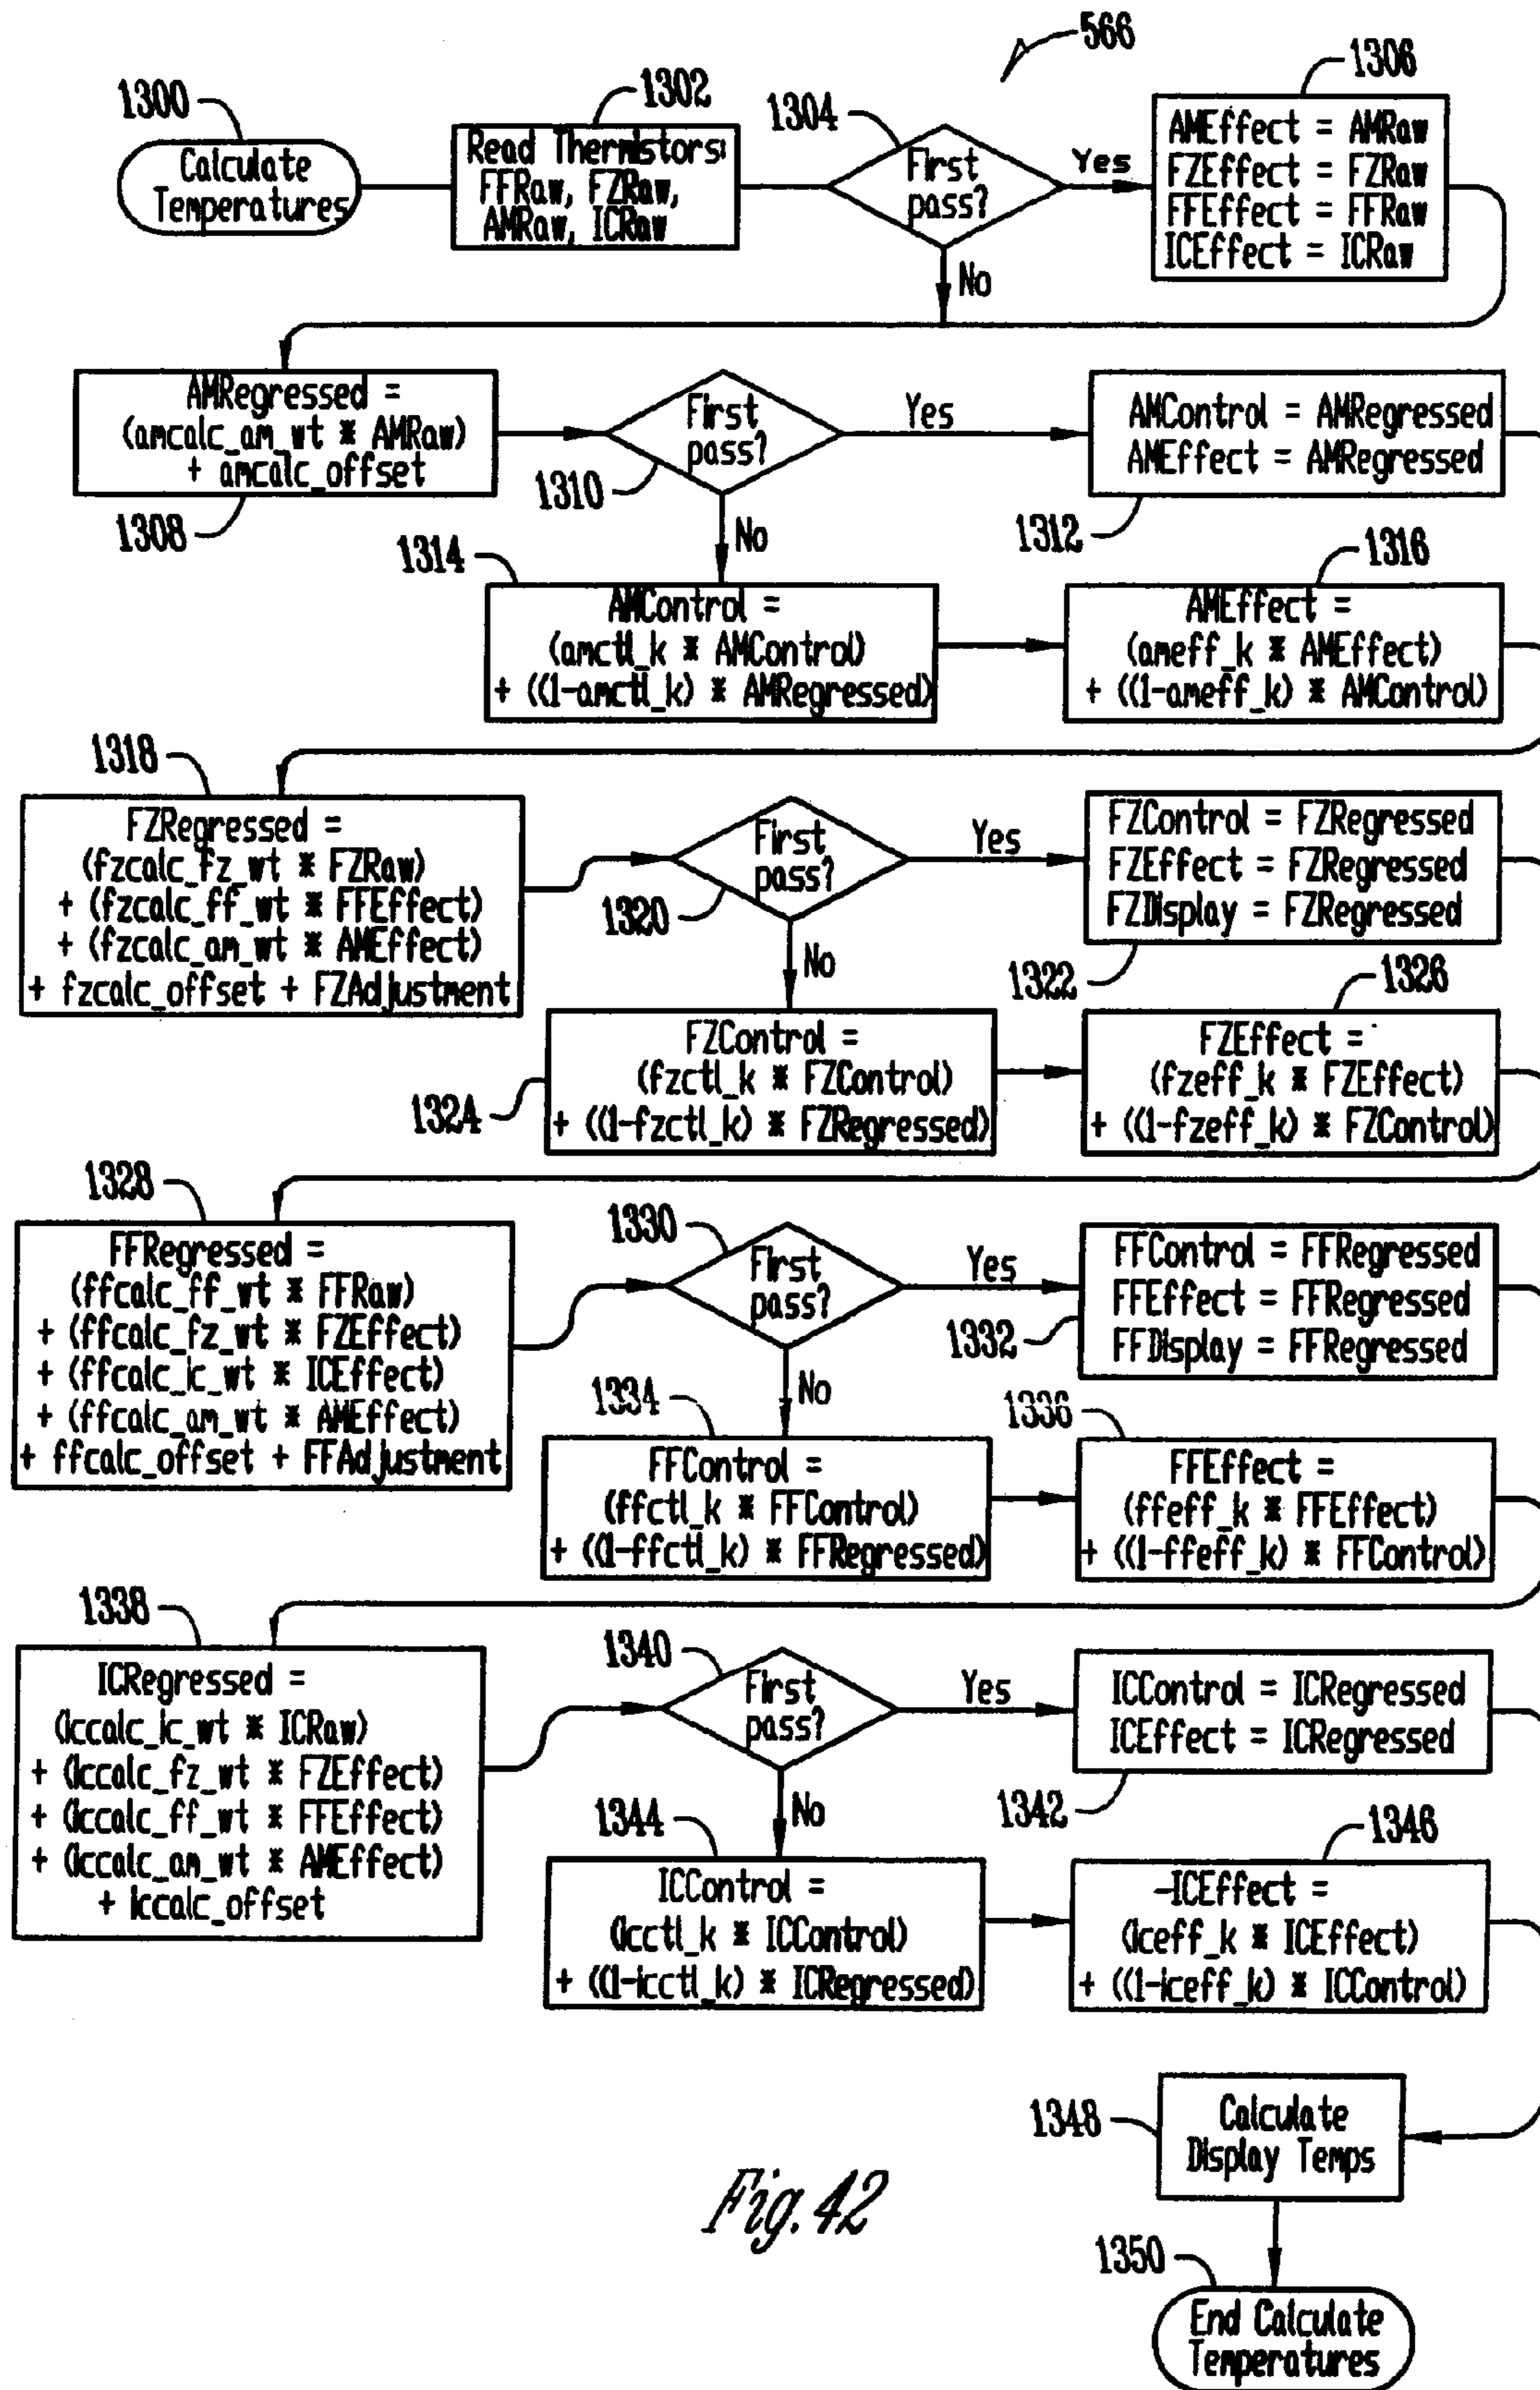 566
1300
Calculate
Temperatures
1302
Read Thermistors:
FFRaw, FZRaw,
AMRaw, ICRaw
1304
First
pass?
Yes
No
1306
AMEffect = AMRaw
FZEffect = FZRaw
FFEffect = FFRaw
ICEffect = ICRaw
AMRegressed =
(amcalc_am_wt * AMRaw)
+ amcalc_offset
1308
First
pass?
1310
Yes
No
AMControl = AMRegressed
AMEffect = AMRegressed
1312
1314
AMControl =
(amctl_k * AMControl)
+ ((1-amctl_k) * AMRegressed)
1316
AMEffect =
(ameff_k * AMEffect)
+ ((1-ameff_k) * AMControl)
1318
FZRegressed =
(fzcalc_fz_wt * FZRaw)
+ (fzcalc_ff_wt * FFEffect)
+ (fzcalc_am_wt * AMEffect)
+ fzcalc_offset + FZAdjustment
First
pass?
1320
Yes
No
FZControl = FZRegressed
FZEffect = FZRegressed
FZDisplay = FZRegressed
1322
1324
FZControl =
(fzctl_k * FZControl)
+ ((1-fzctl_k) * FZRegressed)
1326
FZEffect =
(fzeff_k * FZEffect)
+ ((1-fzeff_k) * FZControl)
1328
FFRegressed =
(ffcalc_ff_wt * FFRaw)
+ (ffcalc_fz_wt * FZEffect)
+ (ffcalc_ic_wt * ICEffect)
+ (ffcalc_am_wt * AMEffect)
+ ffcalc_offset + FFAdjustment
1330
First
pass?
Yes
No
FFControl = FFRegressed
FFEffect = FFRegressed
FFDisplay = FFRegressed
1332
1334
FFControl =
(ffctl_k * FFControl)
+ ((1-ffctl_k) * FFRegressed)
1336
FFEffect =
(ffeff_k * FFEffect)
+ ((1-ffeff_k) * FFControl)
1338
ICRegressed =
(iccalc_ic_wt * ICRaw)
+ (iccalc_fz_wt * FZEffect)
+ (iccalc_ff_wt * FFEffect)
+ (iccalc_am_wt * AMEffect)
+ iccalc_offset
1340
First
pass?
Yes
No
ICControl = ICRegressed
ICEffect = ICRegressed
1342
1344
ICControl =
(icctl_k * ICControl)
+ ((1-icctl_k) * ICRegressed)
1346
-ICEffect =
(iceff_k * ICEffect)
+ ((1-iceff_k) * ICControl)
1348
Calculate
Display Temps
1350
End Calculate
Temperatures
Fig. 42